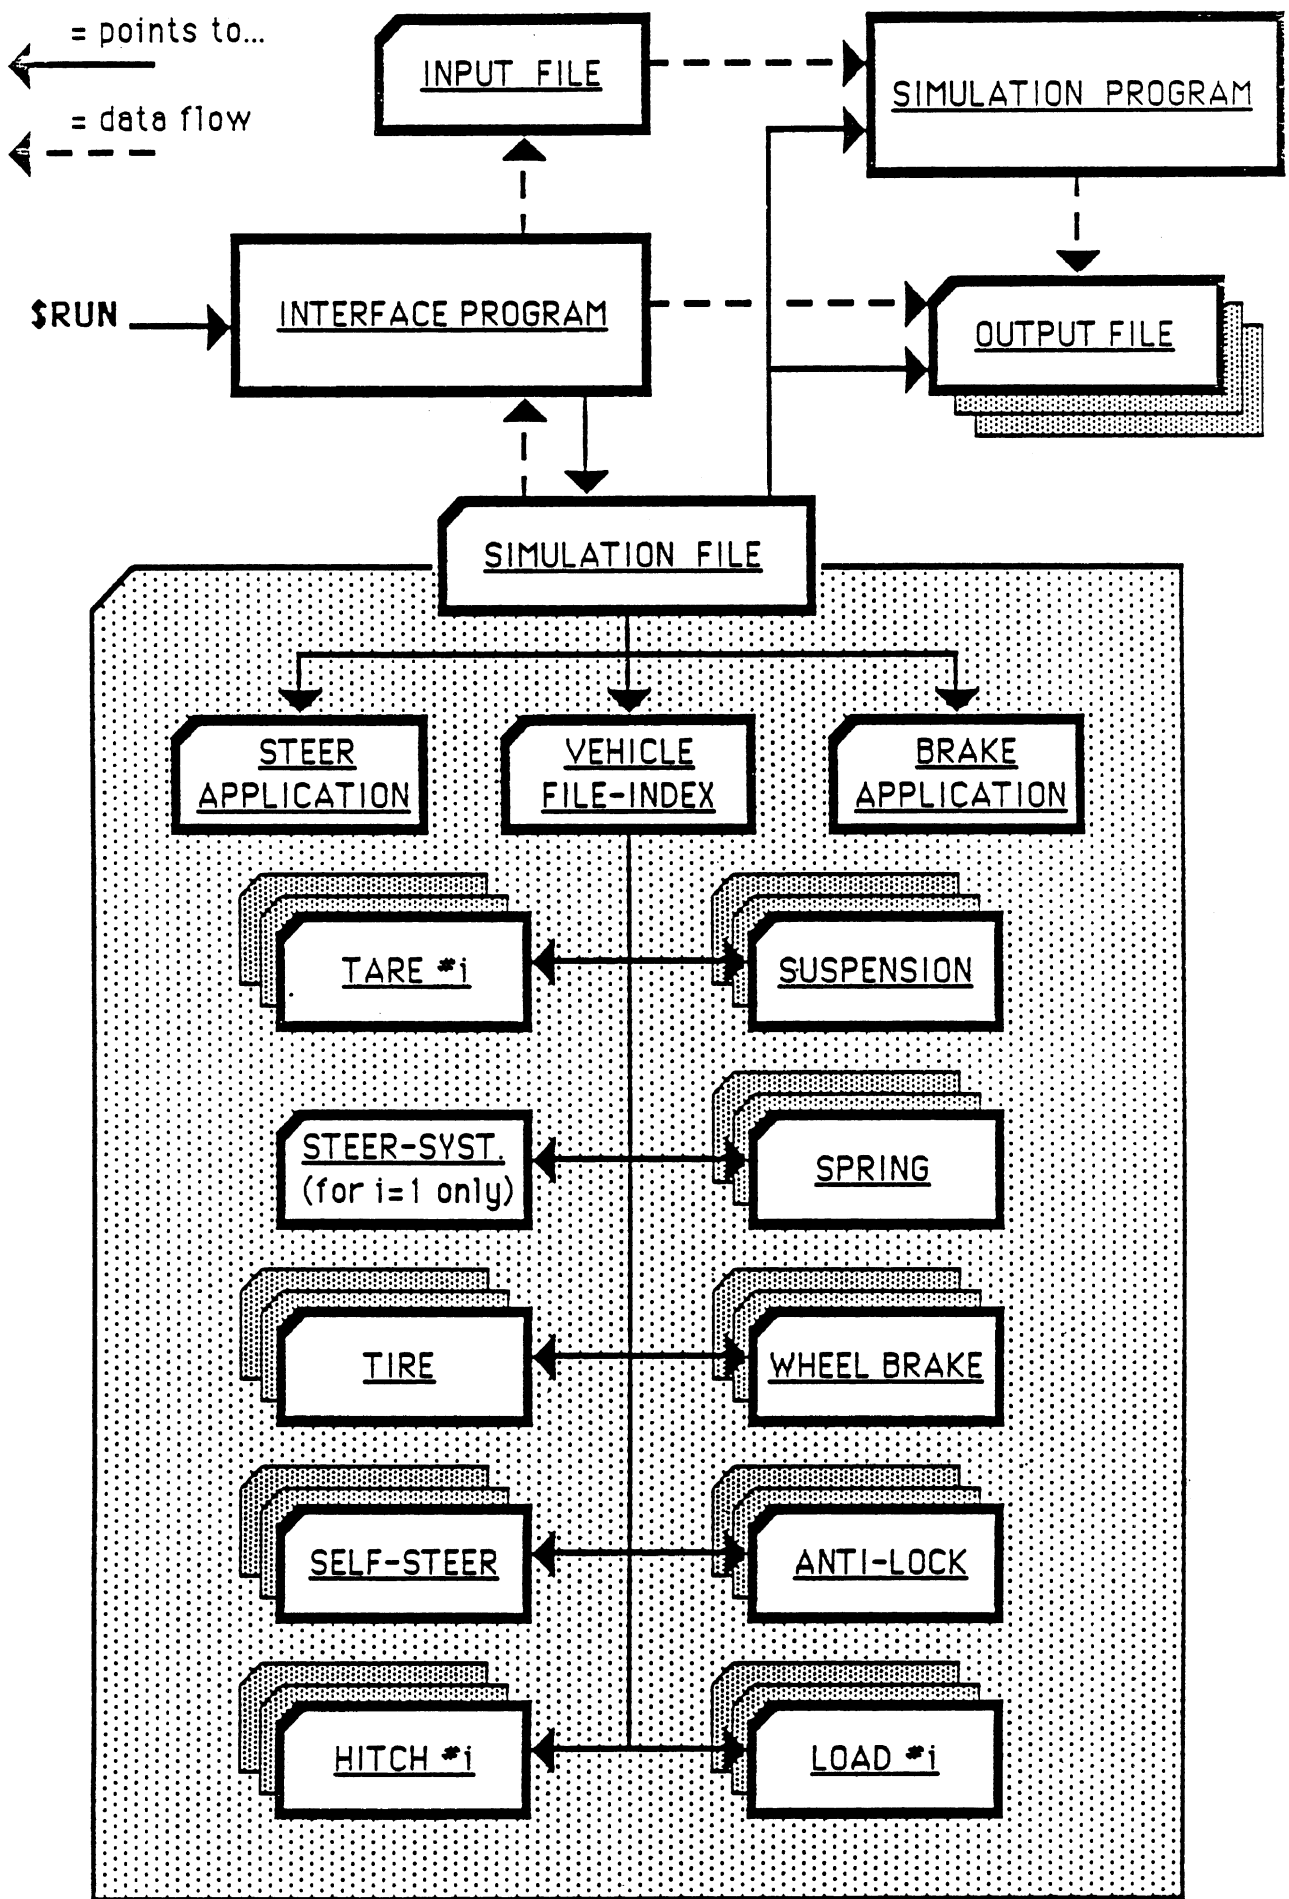 = points to...
= data flow
INPUT FILE
SIMULATION PROGRAM
$RUN
INTERFACE PROGRAM
OUTPUT FILE
SIMULATION FILE
STEER
APPLICATION
VEHICLE
FILE-INDEX
BRAKE
APPLICATION
TARE #i
SUSPENSION
STEER-SYST.
(for i=1 only)
SPRING
TIRE
WHEEL BRAKE
SELF-STEER
ANTI-LOCK
HITCH #i
LOAD #i